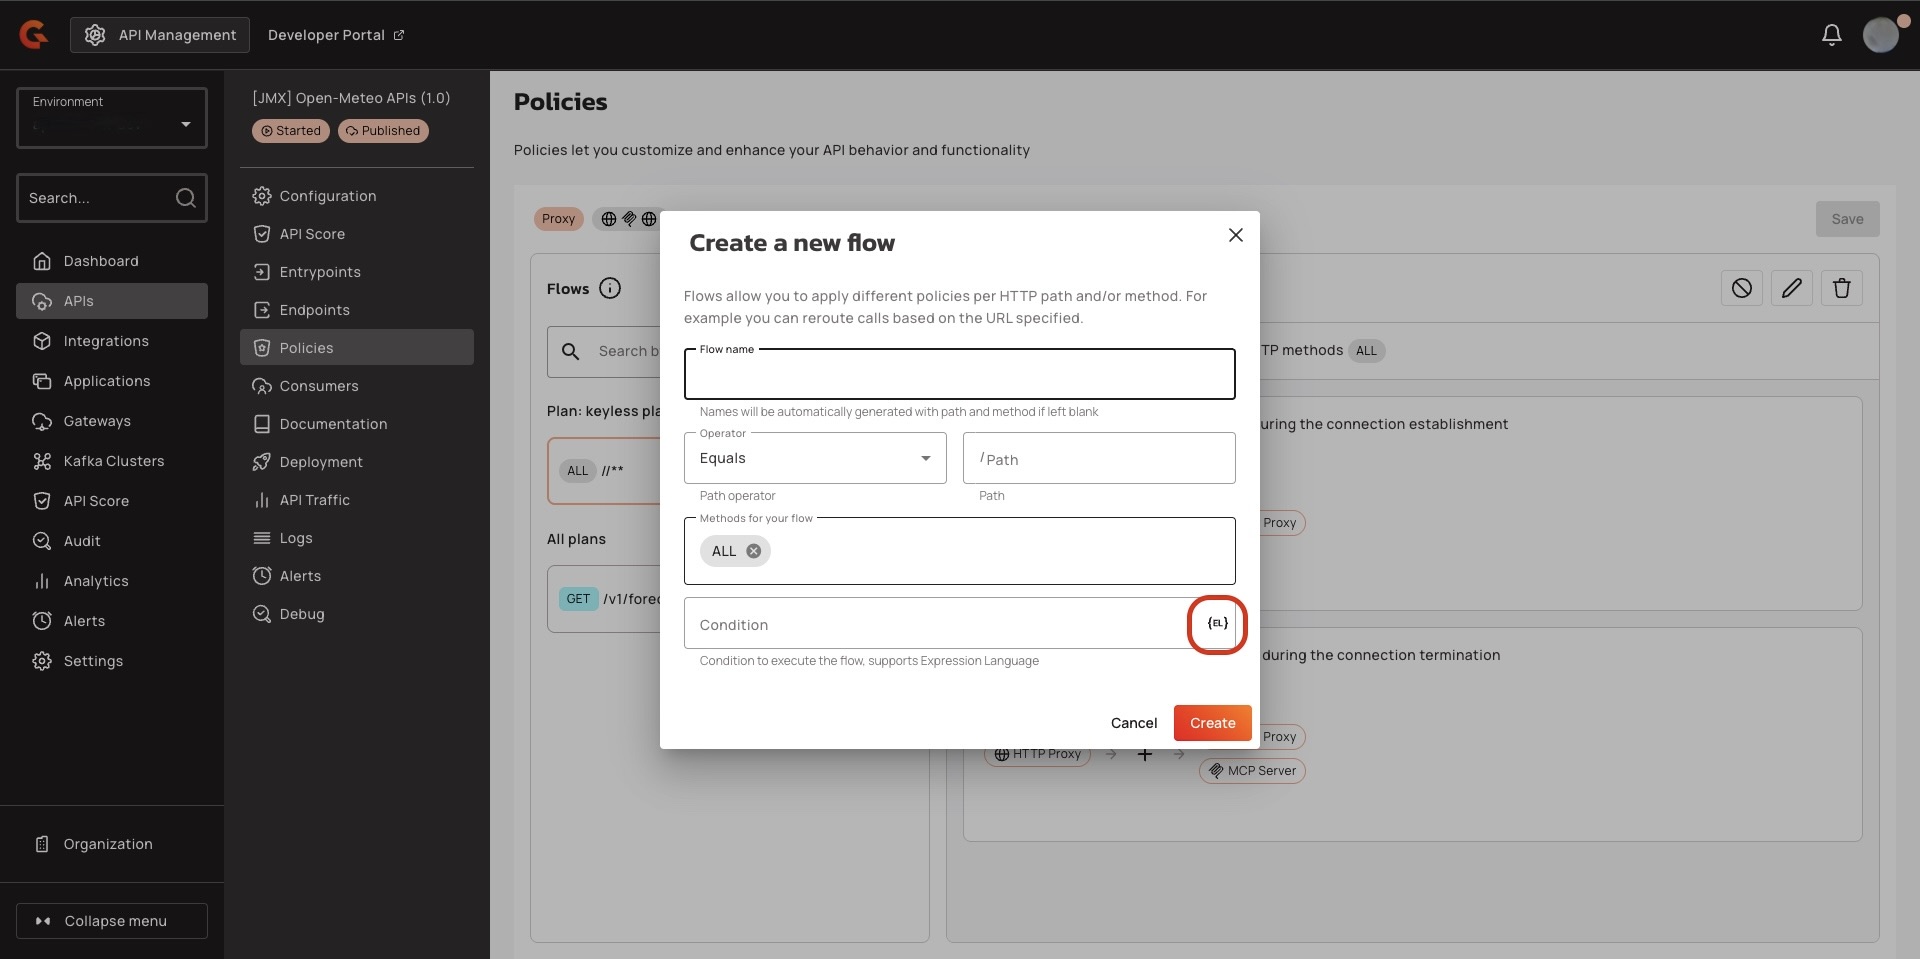 API Management
Developer Portal
Environment
Search...
Dashboard
APIs
Integrations
Applications
Gateways
Kafka Clusters
API Score
Audit
Analytics
Alerts
Settings
Organization
Collapse menu
[JMX] Open-Meteo APIs (1.0)
Started
Published
Configuration
API Score
Entrypoints
Endpoints
Policies
Consumers
Documentation
Deployment
API Traffic
Logs
Alerts
Debug
Policies
Policies let you customize and enhance your API behavior and functionality
Proxy
Save
Flows
Search b
Plan: keyless pla
ALL //**
All plans
GET /v1/forec
TP methods ALL
uring the connection establishment
Proxy
during the connection termination
Proxy
HTTP Proxy
MCP Server
Create a new flow
Flows allow you to apply different policies per HTTP path and/or method. For
example you can reroute calls based on the URL specified.
Flow name
Names will be automatically generated with path and method if left blank
Operator
Equals
/Path
Path operator
Path
Methods for your flow
ALL
Condition
{EL}
Condition to execute the flow, supports Expression Language
Cancel
Create